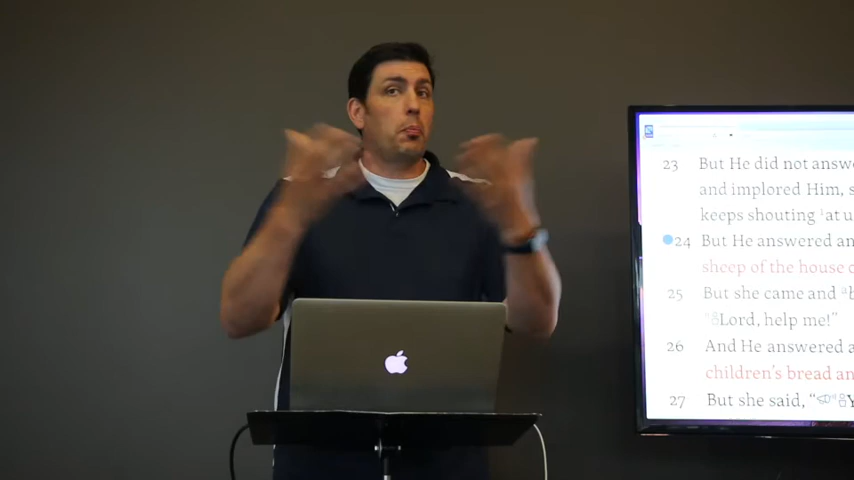 23 But He did not answ
and implored Him, s
keeps shouting at u
24 But He answered an
sheep of the house
25 But she came and
Lord, help me!"
26 And He answered a
children's bread an
27 But she said, "